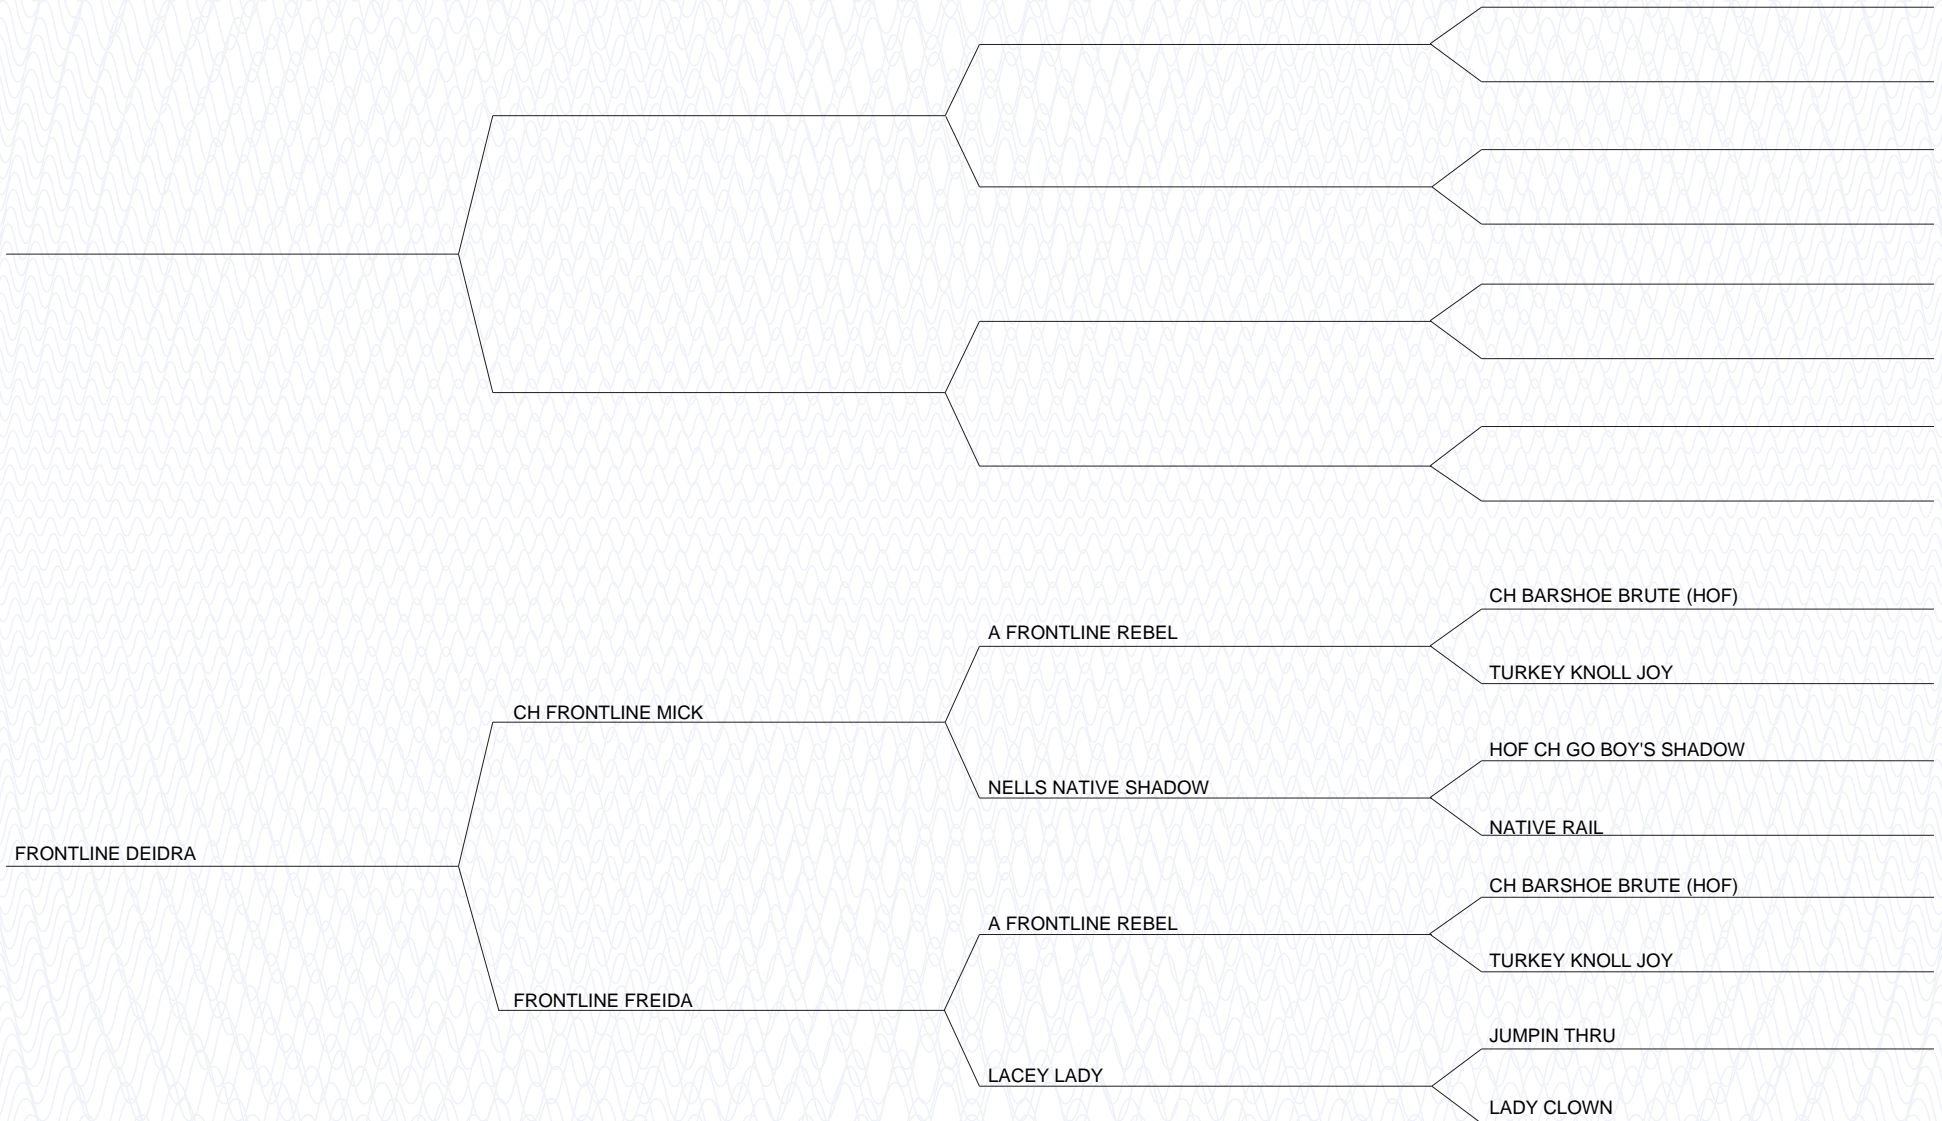 CH BARSHOE BRUTE (HOF)
A FRONTLINE REBEL
TURKEY KNOLL JOY
CH FRONTLINE MICK
HOF CH GO BOY'S SHADOW
NELLS NATIVE SHADOW
NATIVE RAIL
FRONTLINE DEIDRA
CH BARSHOE BRUTE (HOF)
A FRONTLINE REBEL
TURKEY KNOLL JOY
FRONTLINE FREIDA
JUMPIN THRU
LACEY LADY
LADY CLOWN